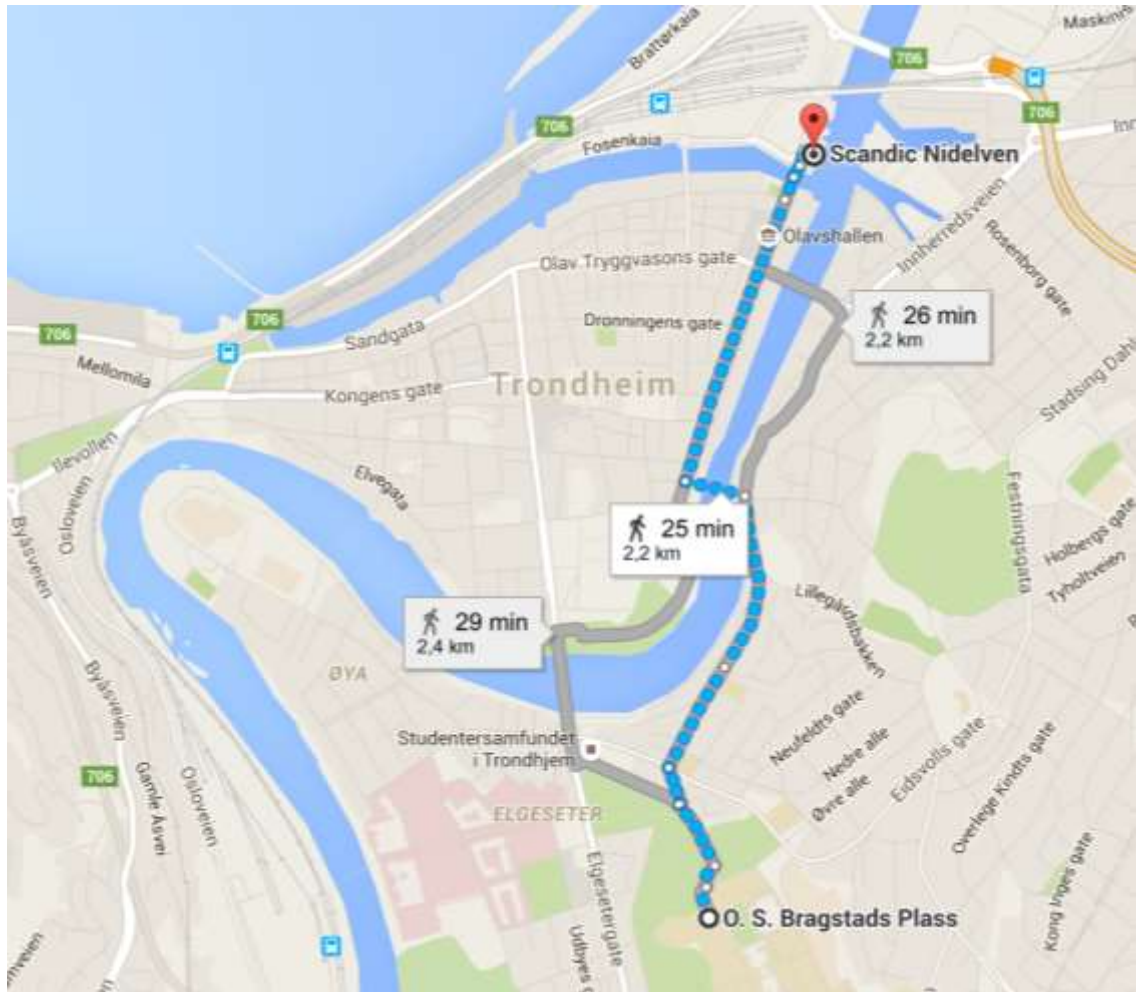 Maskinis
Brattørkaia
706
706
706
Fosenkaia
Scandic Nidelven
Innherredsveien
Olavshallen
Rosenborg gate
Olav Tryggvasons gate
706
706
Sandgata
Dronningens gate
26 min
2,2 km
Mellomila
Kongens gate
Trondheim
Stadsing Dahl
Ilevollen
Osloveien
Elvegata
Festningsgata
Byåsveien
25 min
2,2 km
Holbergs gate
Tyholtveien
Lillegårdsbakken
29 min
2,4 km
ØYA
Byåsveien
Studentersamfundet
i Trondhjem
Neufeldts gate
Nedre alle
Øvre alle
Eidsvolls gate
706
Gamle Åsvei
Osloveien
ELGESETER
Overlege Kindts gate
Elgesetergate
Kong Inges gate
O. S. Bragstads Plass
Udbyes g